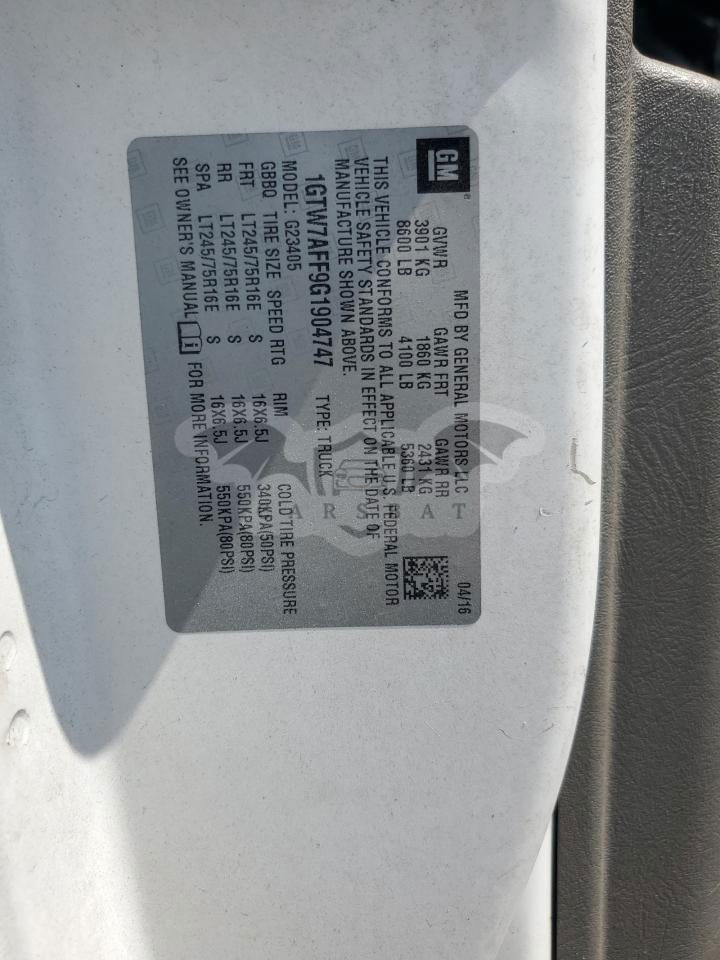 GM
MFD BY GENERAL MOTORS LLC 04/16
GVWR GAWR FRT GAWR RR
3901 KG 1860 KG 2431 KG
8600 LB 4100 LB 5360 LB
THIS VEHICLE CONFORMS TO ALL APPLICABLE U.S. FEDERAL MOTOR
VEHICLE SAFETY STANDARDS IN EFFECT ON THE DATE OF
MANUFACTURE SHOWN ABOVE.
1GTW7AFF9G1904747 TYPE: TRUCK
MODEL: G23405
GBBQ TIRE SIZE SPEED RTG RIM COLD TIRE PRESSURE
FRT LT245/75R16E S 16X6.5J 340KPA(50PSI)
RR LT245/75R16E S 16X6.5J 550KPA(80PSI)
SPA LT245/75R16E S 16X6.5J 550KPA(80PSI)
SEE OWNER'S MANUAL FOR MORE INFORMATION.
CARSBAT